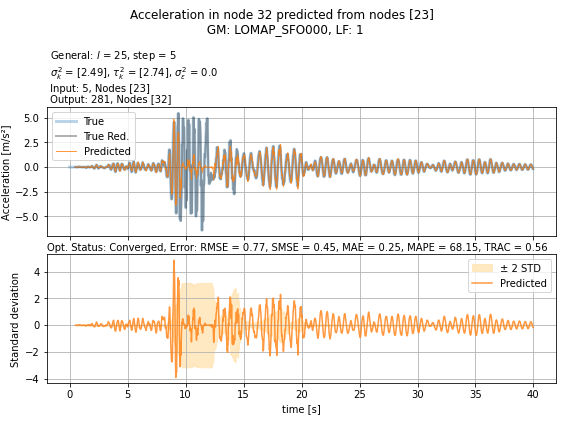 Acceleration in node 32 predicted from nodes [23]
GM: LOMAP_SFO000, LF: 1
General: l = 25, step = 5
σ²ₖ = [2.49], τ²ₖ = [2.74], σ²ε = 0.0
Input: 5, Nodes [23]
Output: 281, Nodes [32]
Acceleration [m/s²]
5.0
2.5
0.0
−2.5
−5.0
True
True Red.
Predicted
Opt. Status: Converged, Error: RMSE = 0.77, SMSE = 0.45, MAE = 0.25, MAPE = 68.15, TRAC = 0.56
Standard deviation
4
2
0
−2
−4
± 2 STD
Predicted
0 5 10 15 20 25 30 35 40
time [s]